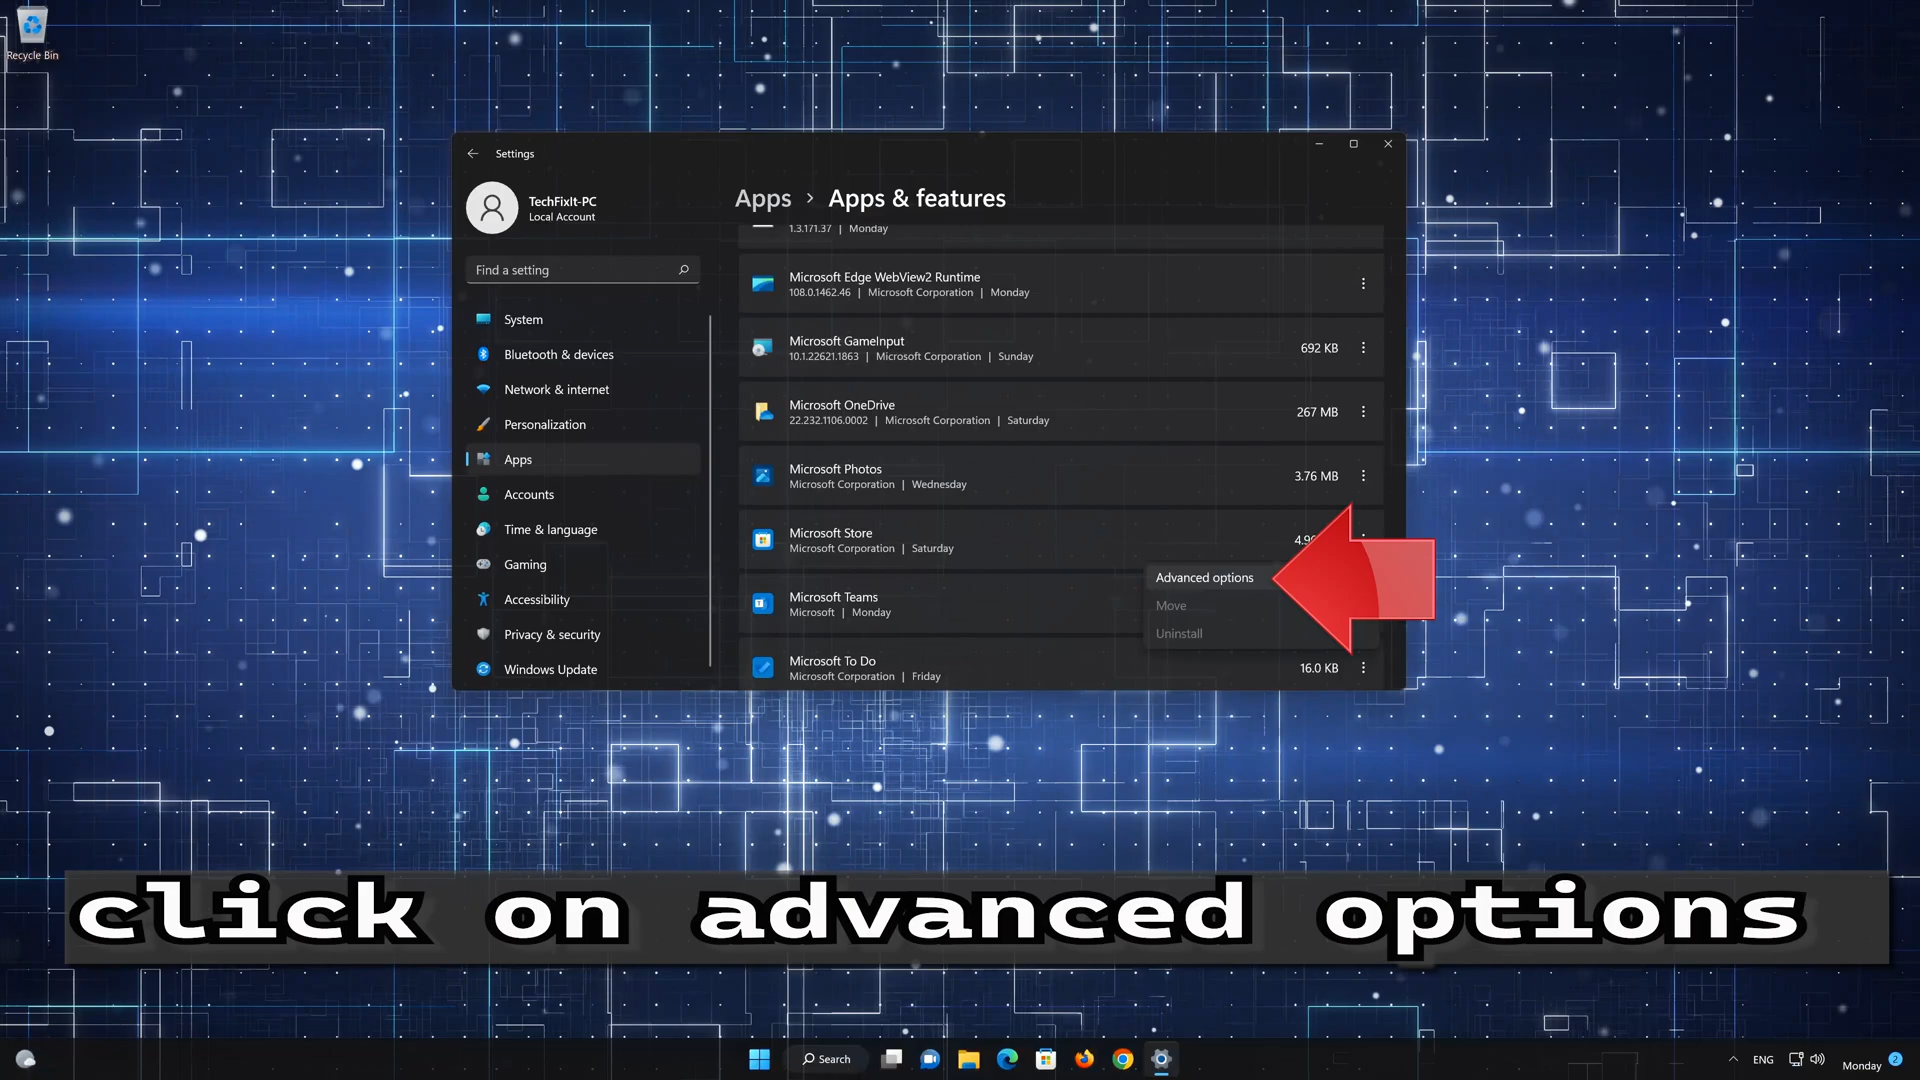 Recycle Bin
Settings
TechFixIt-PC
Local Account
Find a setting
System
Bluetooth & devices
Network & internet
Personalization
Apps
Accounts
Time & language
Gaming
Accessibility
Privacy & security
Windows Update
Apps > Apps & features
1.3.171.37 | Monday
Microsoft Edge WebView2 Runtime
108.0.1462.46 | Microsoft Corporation | Monday
Microsoft GameInput
10.1.22621.1863 | Microsoft Corporation | Sunday
692 KB
Microsoft OneDrive
22.232.1106.0002 | Microsoft Corporation | Saturday
267 MB
Microsoft Photos
Microsoft Corporation | Wednesday
3.76 MB
Microsoft Store
Microsoft Corporation | Saturday
Microsoft Teams
Microsoft | Monday
Advanced options
Move
Uninstall
Microsoft To Do
Microsoft Corporation | Friday
16.0 KB
click on advanced options
Search
ENG
Monday
2